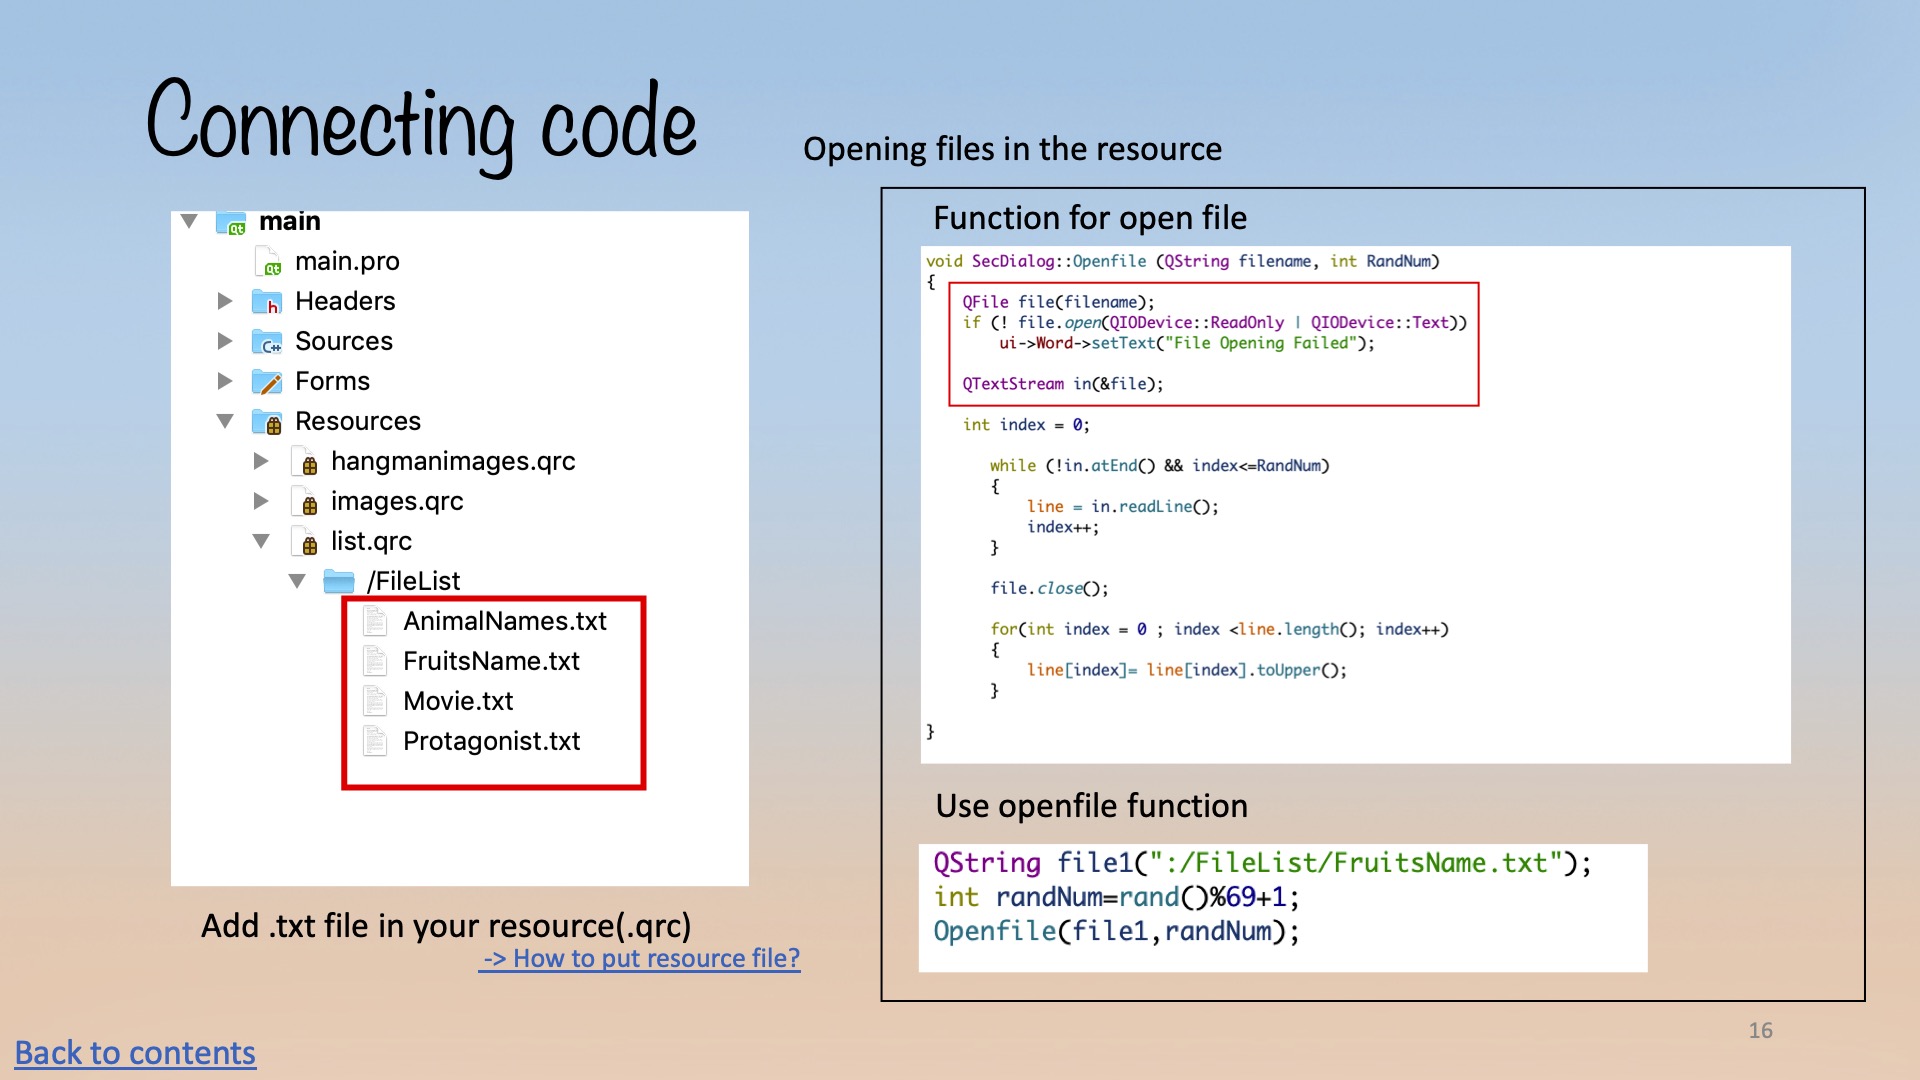 Connecting code
Opening files in the resource
main
main.pro
Headers
Sources
Forms
Resources
hangmanimages.qrc
images.qrc
list.qrc
/FileList
AnimalNames.txt
FruitsName.txt
Movie.txt
Protagonist.txt
Add .txt file in your resource(.qrc)
-> How to put resource file?
Function for open file
void SecDialog::Openfile (QString filename, int RandNum)
{
QFile file(filename);
if (! file.open(QIODevice::ReadOnly | QIODevice::Text))
ui->Word->setText("File Opening Failed");
QTextStream in(&file);
int index = 0;
while (!in.atEnd() && index<=RandNum)
{
line = in.readLine();
index++;
}
file.close();
for(int index = 0 ; index <line.length(); index++)
{
line[index]= line[index].toUpper();
}
}
Use openfile function
QString file1(":/FileList/FruitsName.txt");
int randNum=rand()%69+1;
Openfile(file1,randNum);
16
Back to contents